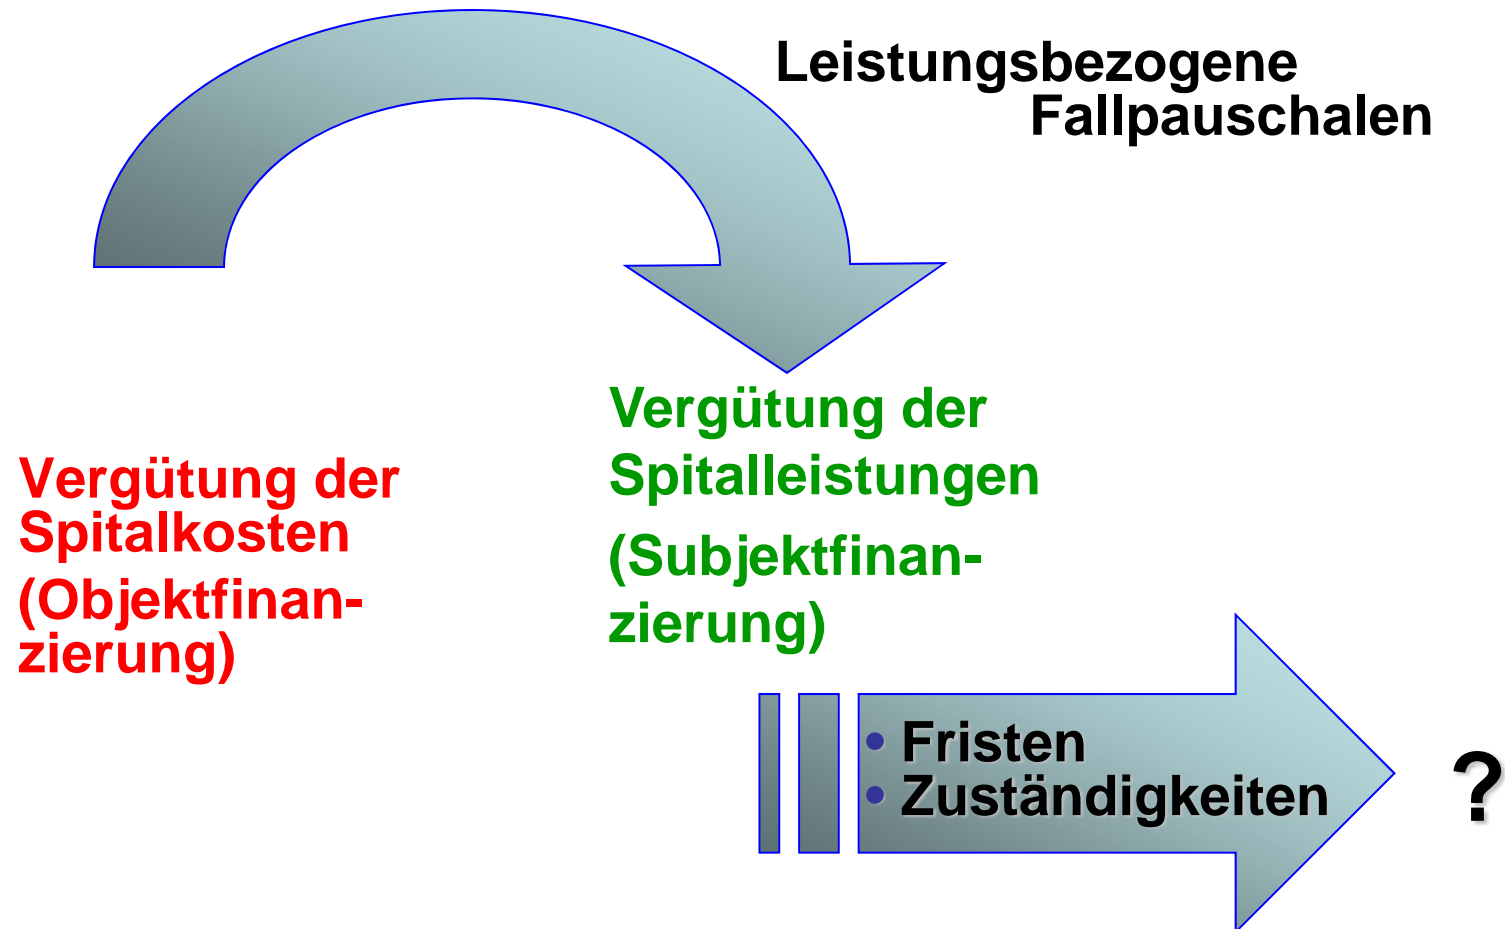 Leistungsbezogene
Fallpauschalen
Vergütung der
Spitalkosten
(Objektfinan-
zierung)
Vergütung der
Spitalleistungen
(Subjektfinan-
zierung)
• Fristen
• Zuständigkeiten
?